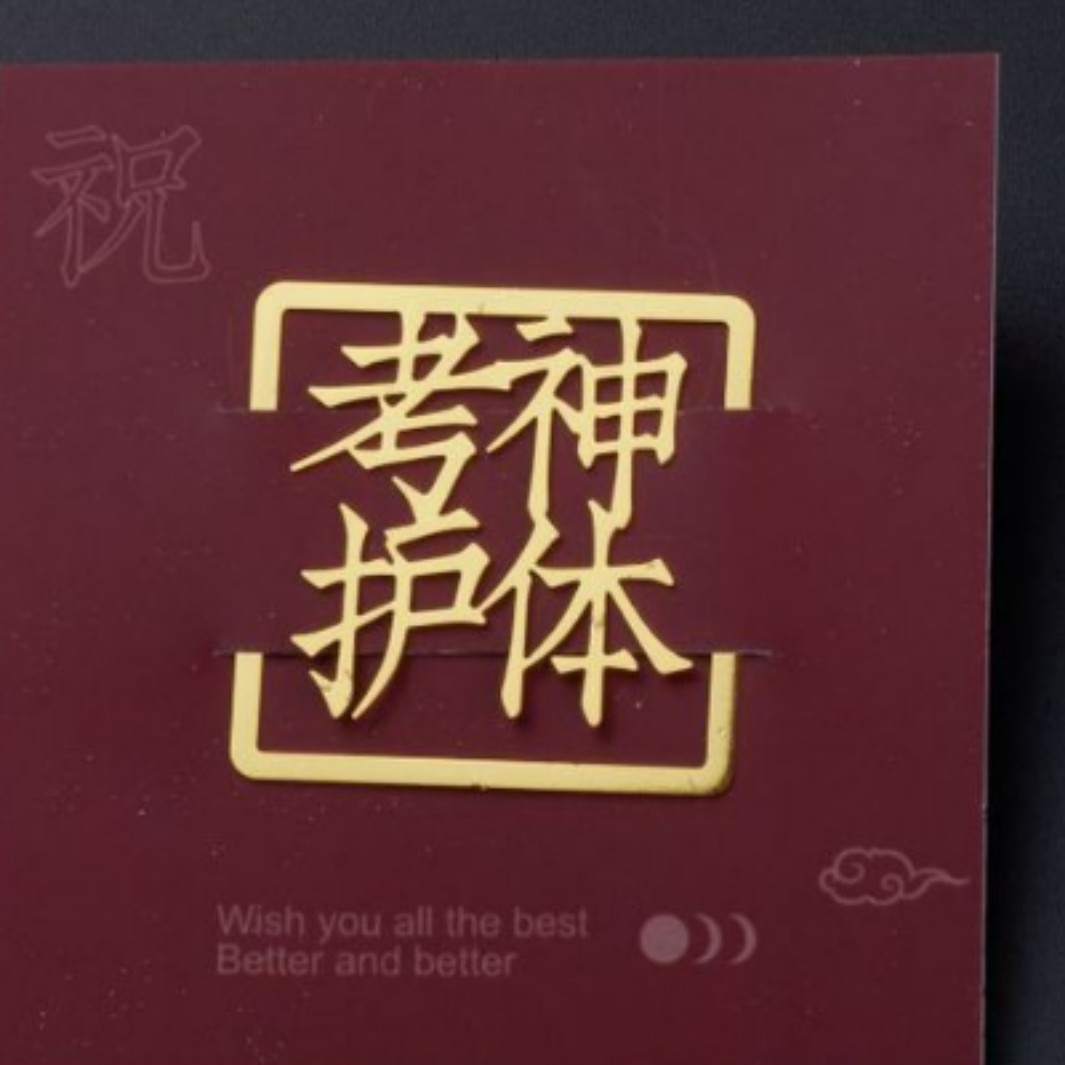 祝
考神
护体
Wish you all the best
Better and better